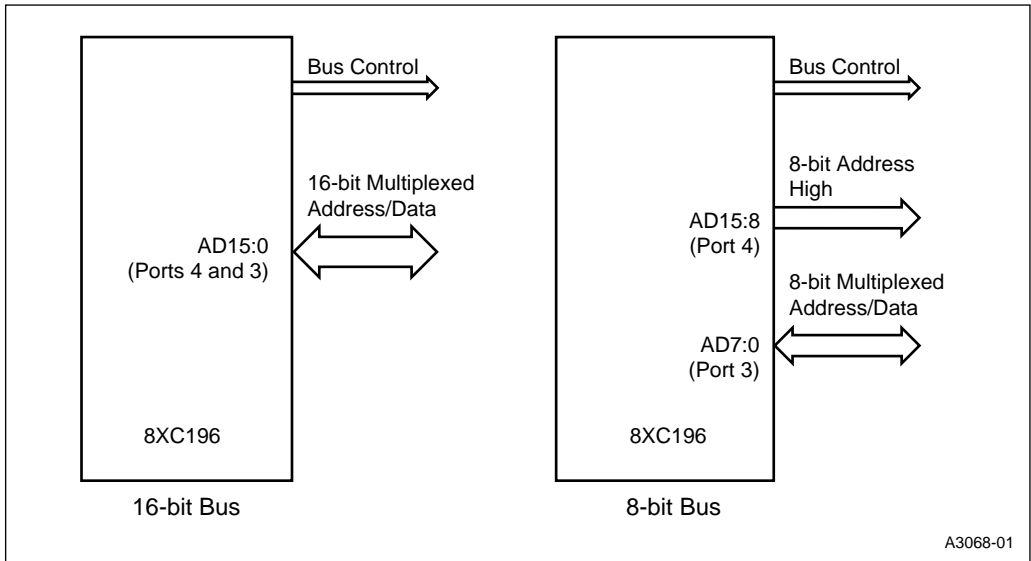 Bus Control
16-bit Multiplexed
Address/Data
AD15:0
(Ports 4 and 3)
8XC196
16-bit Bus
Bus Control
8-bit Address
High
AD15:8
(Port 4)
8-bit Multiplexed
Address/Data
AD7:0
(Port 3)
8XC196
8-bit Bus
A3068-01